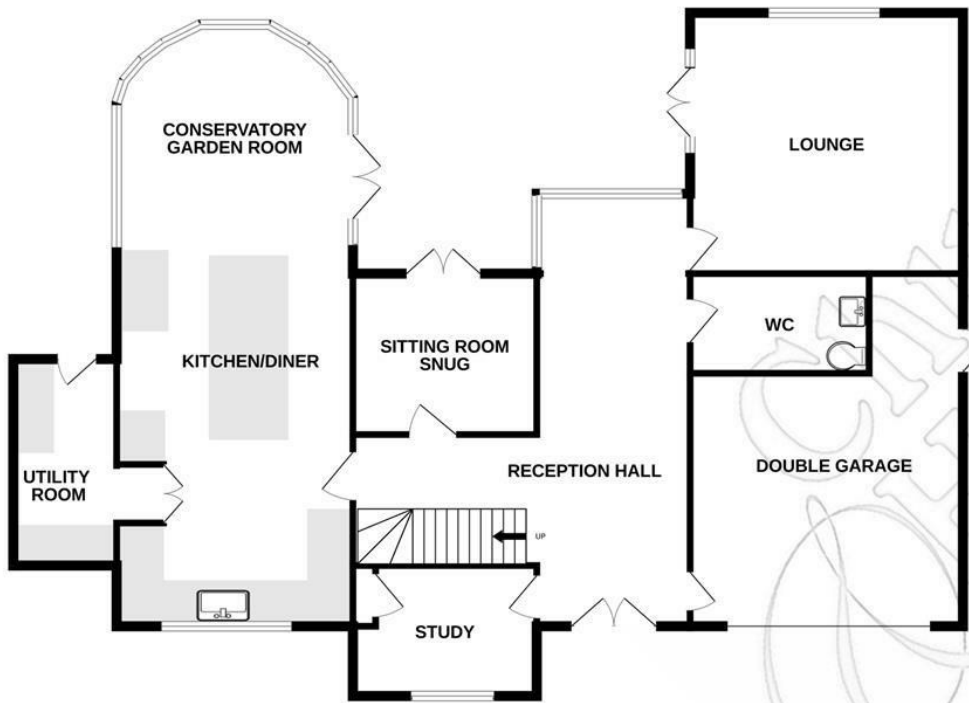 CONSERVATORY
GARDEN ROOM
LOUNGE
KITCHEN/DINER
SITTING ROOM
SNUG
WC
UTILITY
ROOM
RECEPTION HALL
DOUBLE GARAGE
UP
STUDY